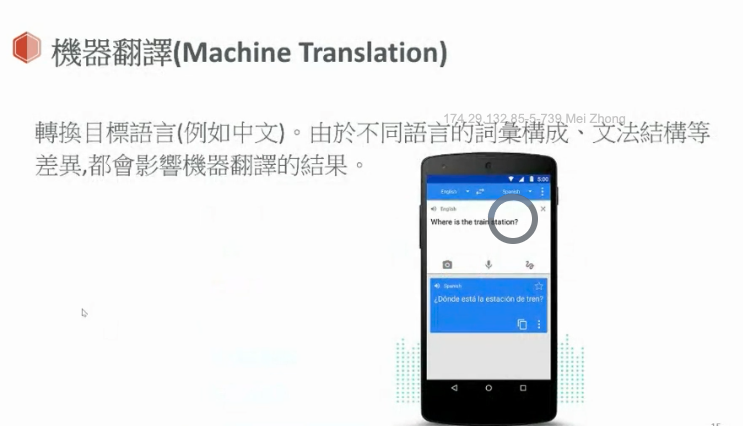 機器翻譯(Machine Translation)
174.29.132.85-5-739 Mei Zhong
轉換目標語言(例如中文)。由於不同語言的詞彙構成、文法結構等
差異,都會影響機器翻譯的結果。
5:00
English Spanish
English
Where is the train station?
Spanish
¿Dónde está la estación de tren?
15